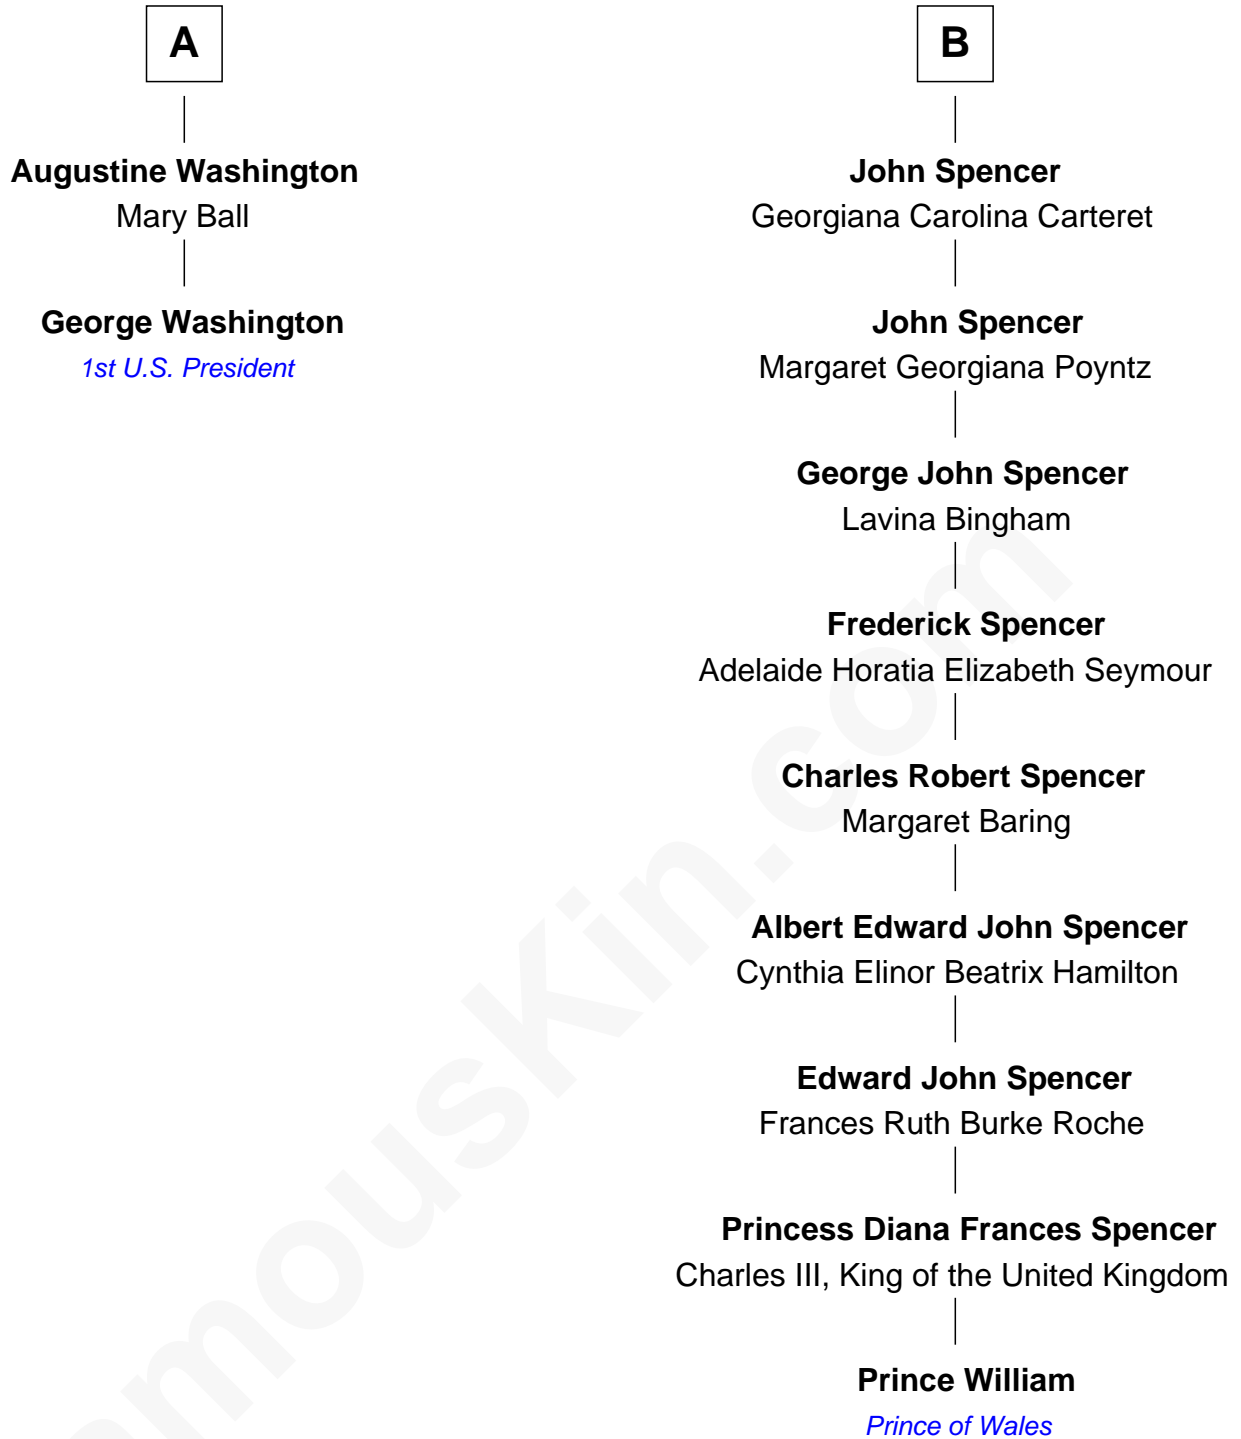 A
Augustine Washington
Mary Ball
George Washington
1st U.S. President
B
John Spencer
Georgiana Carolina Carteret
John Spencer
Margaret Georgiana Poyntz
George John Spencer
Lavina Bingham
Frederick Spencer
Adelaide Horatia Elizabeth Seymour
Charles Robert Spencer
Margaret Baring
Albert Edward John Spencer
Cynthia Elinor Beatrix Hamilton
Edward John Spencer
Frances Ruth Burke Roche
Princess Diana Frances Spencer
Charles III, King of the United Kingdom
Prince William
Prince of Wales
amousKin.com